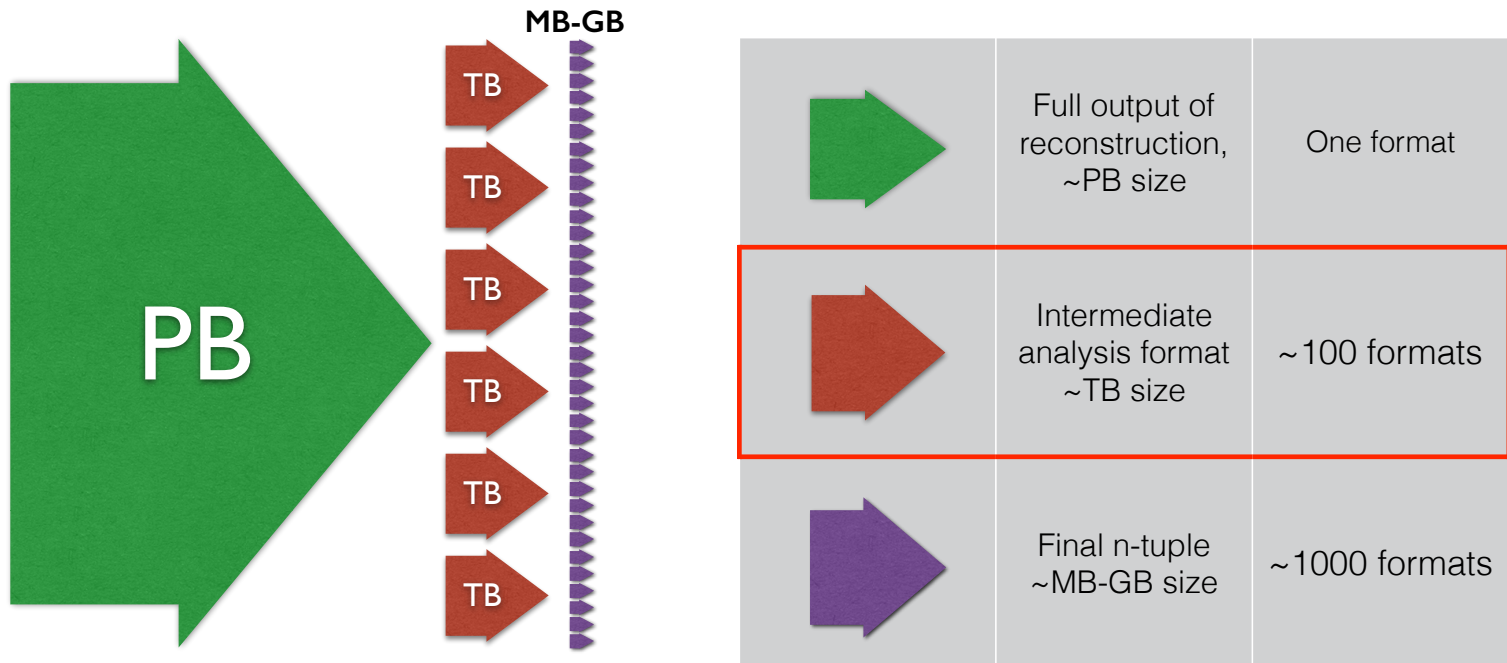 MB-GB
PB
TB
TB
TB
TB
TB
TB
Full output of
reconstruction,
~PB size
One format
Intermediate
analysis format
~TB size
~100 formats
Final n-tuple
~MB-GB size
~1000 formats